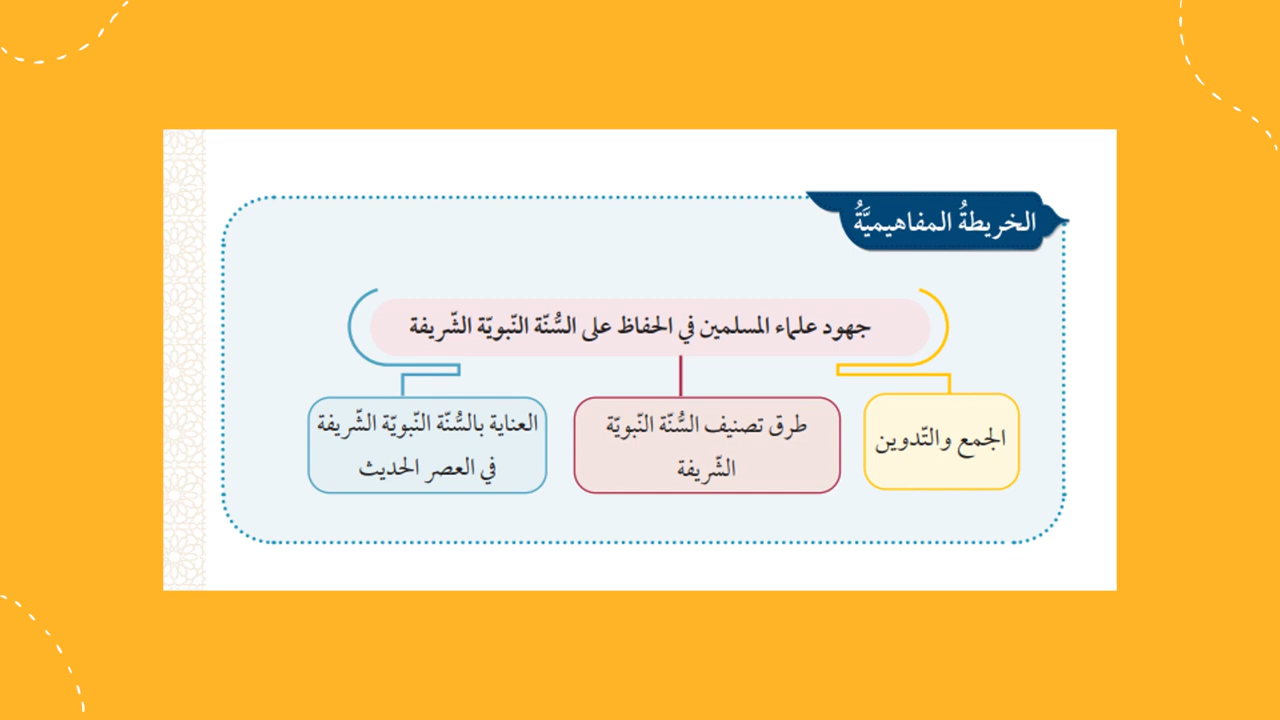 الخريطةُ المفاهيميَّةُ
جهود علماء المسلمين في الحفاظ على السُّنّة النّبويّة الشّريفة
الجمع والتّدوين
طرق تصنيف السُّنّة النّبويّة
الشّريفة
العناية بالسُّنّة النّبويّة الشّريفة
في العصر الحديث